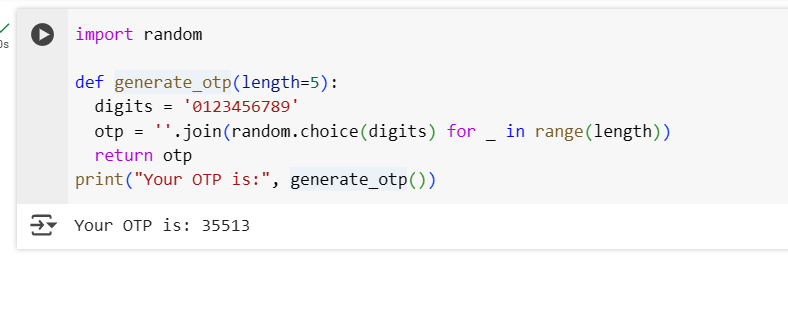 0s
import random
def generate_otp(length=5):
  digits = '0123456789'
  otp = ''.join(random.choice(digits) for _ in range(length))
  return otp
print("Your OTP is:", generate_otp())
Your OTP is: 35513